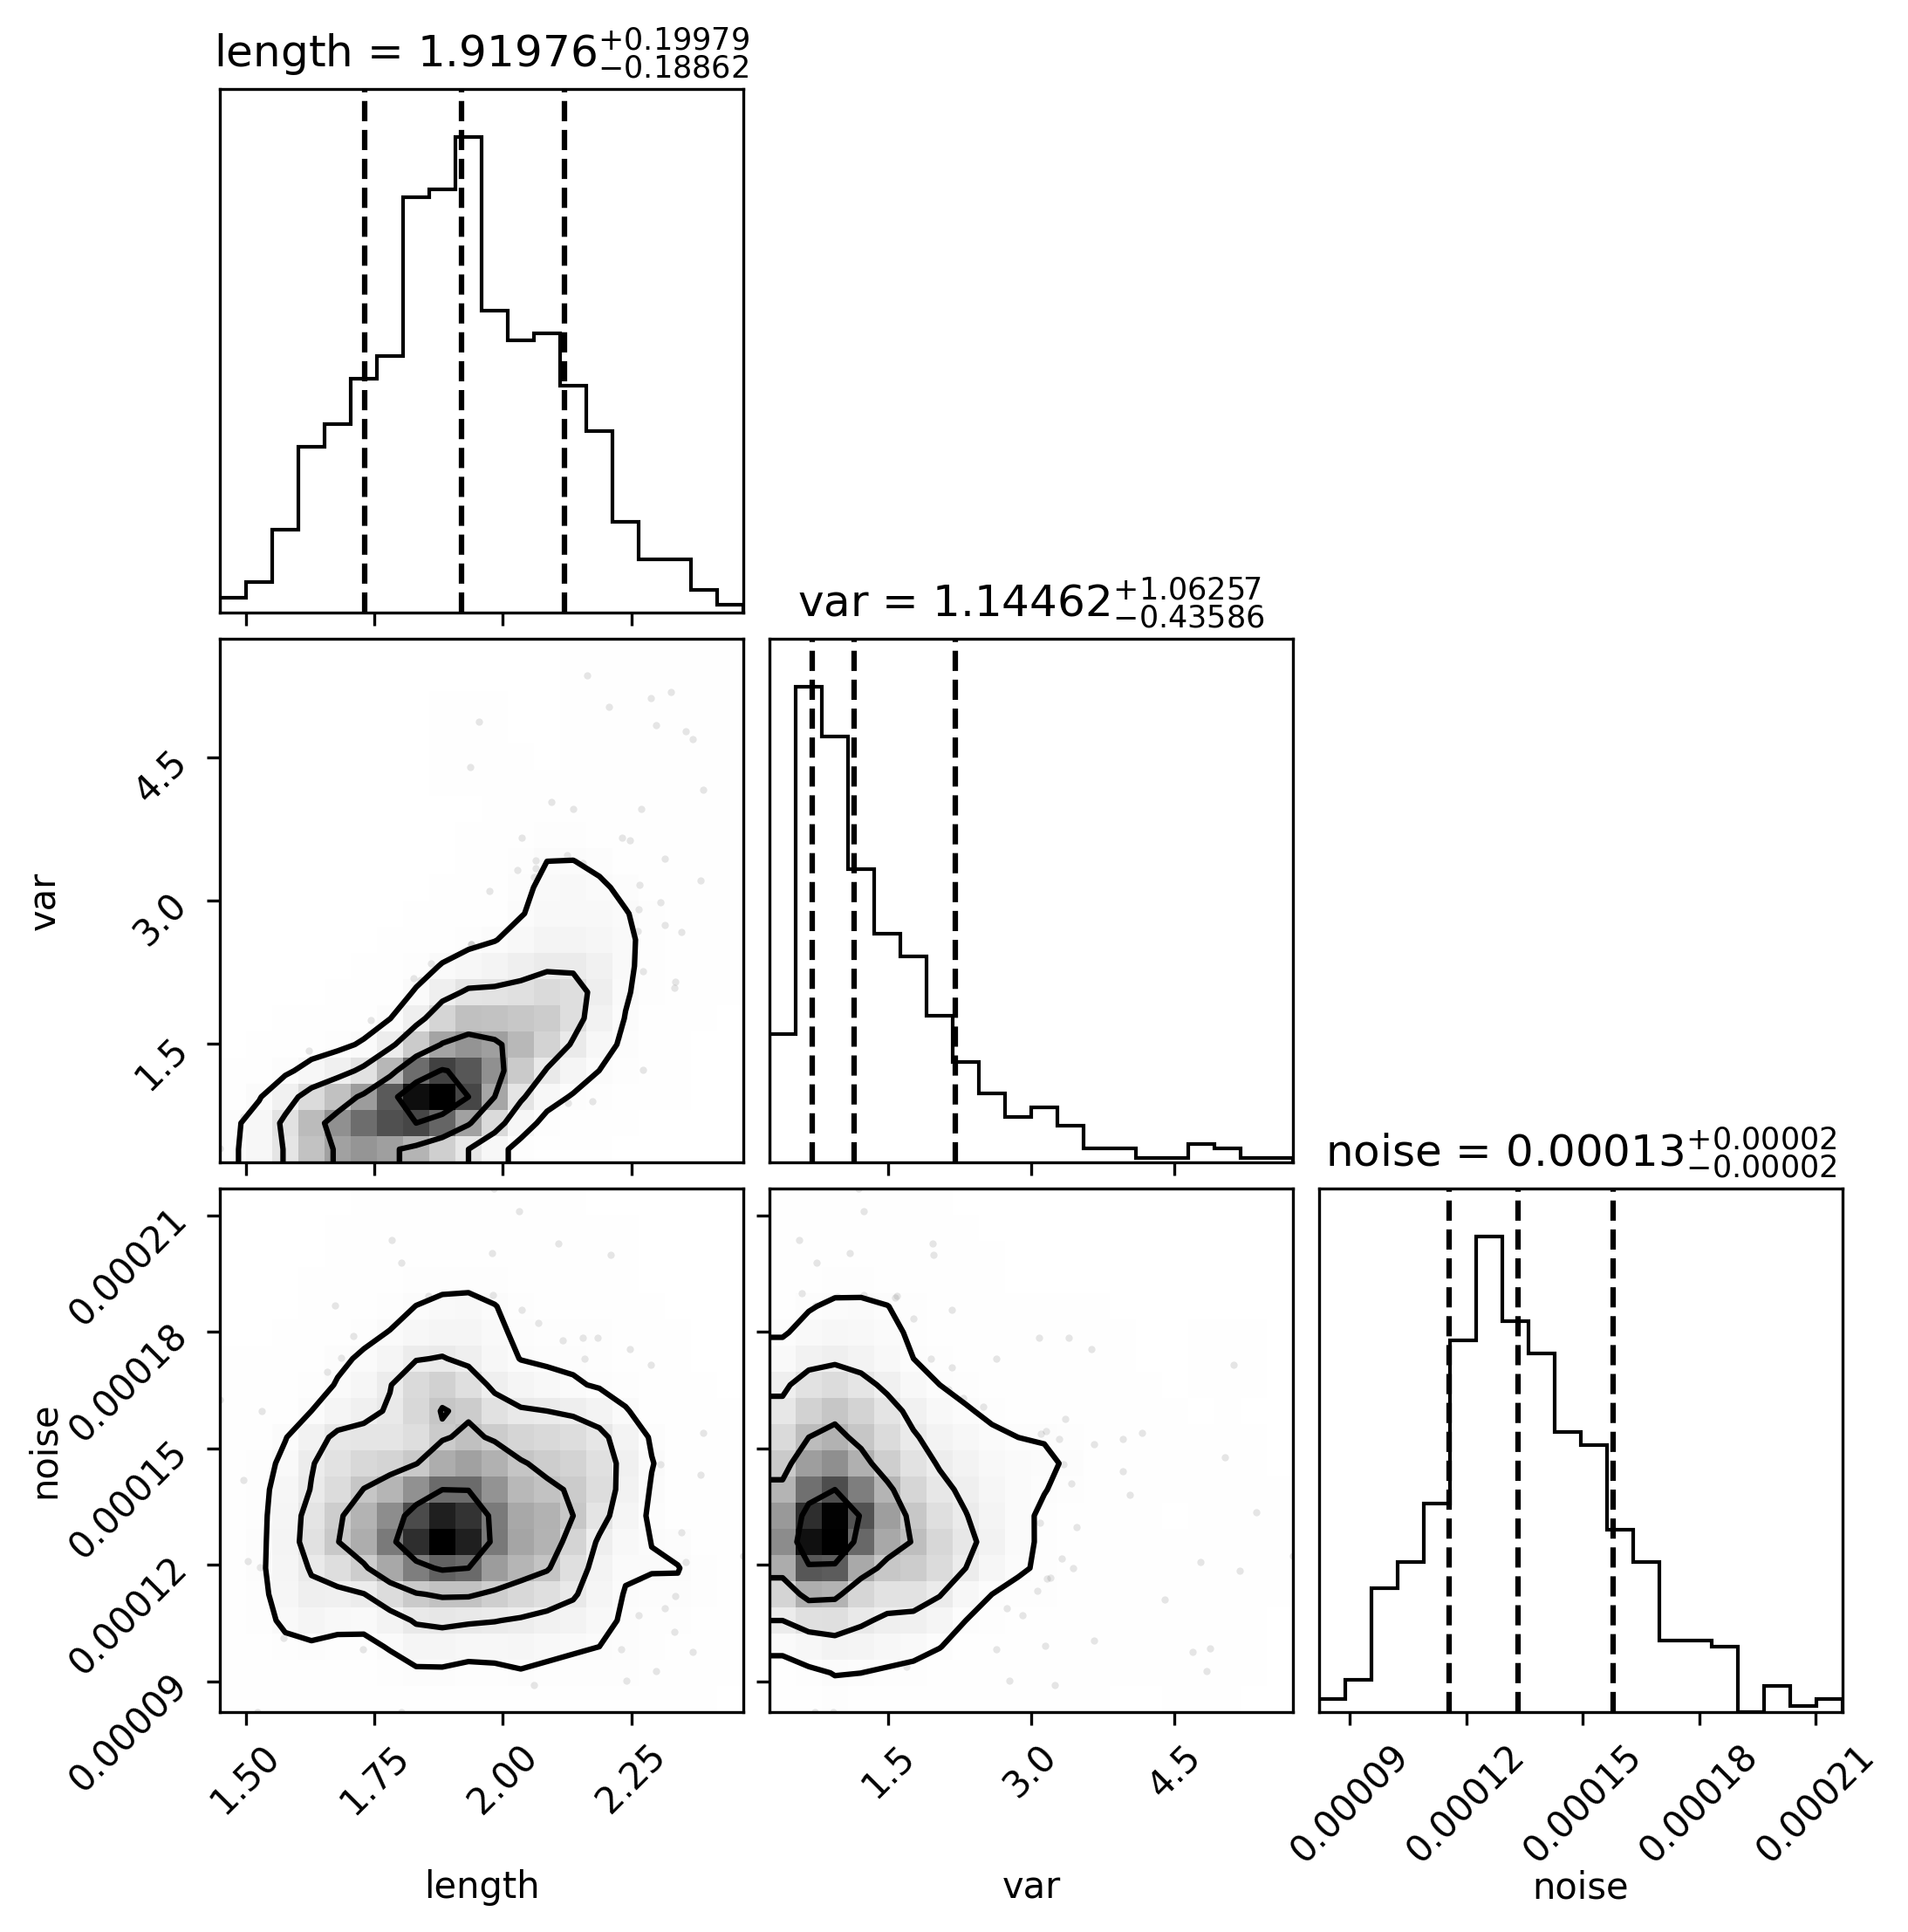 length = 1.91976+0.19979−0.18862
var = 1.14462+1.06257−0.43586
4.5
3.0
1.5
var
noise = 0.00013+0.00002−0.00002
0.00021
0.00018
0.00015
0.00012
0.00009
noise
1.50 1.75 2.00 2.25
1.5 3.0 4.5
0.00009 0.00012 0.00015 0.00018 0.00021
length var noise